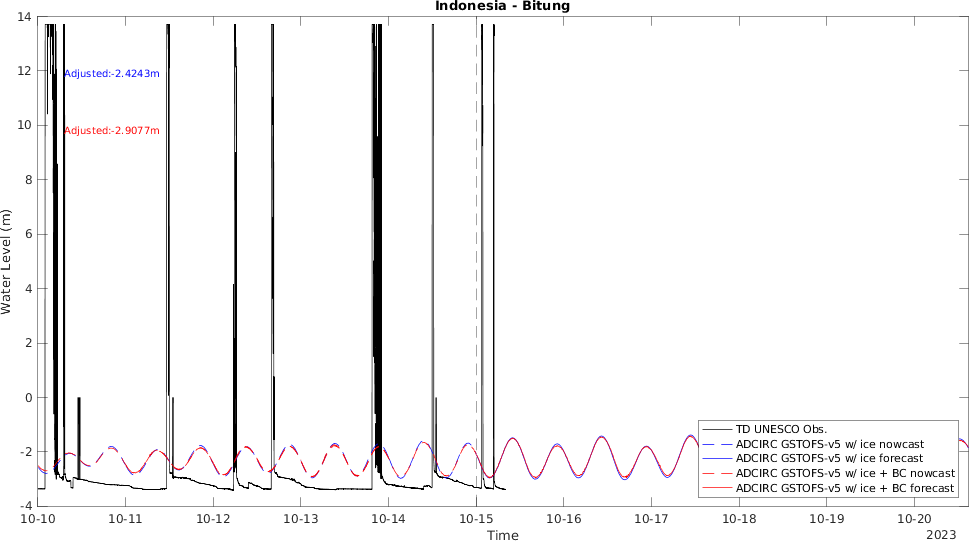 Indonesia - Bitung
14
12
10
8
6
4
2
0
-2
-4
Water Level (m)
Adjusted:-2.4243m
Adjusted:-2.9077m
TD UNESCO Obs.
ADCIRC GSTOFS-v5 w/ ice nowcast
ADCIRC GSTOFS-v5 w/ ice forecast
ADCIRC GSTOFS-v5 w/ ice + BC nowcast
ADCIRC GSTOFS-v5 w/ ice + BC forecast
10-10 10-11 10-12 10-13 10-14 10-15 10-16 10-17 10-18 10-19 10-20
Time
2023